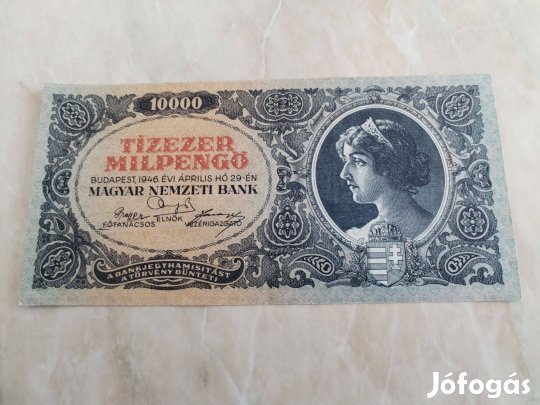 10000
TÍZEZER
MILPENGŐ
BUDAPEST, 1946. ÉVI ÁPRILIS HÓ 29-ÉN
MAGYAR NEMZETI BANK
ELNÖK
FŐTANÁCSOS VEZÉRIGAZGATÓ
A BANKJEGYHAMISÍTÁST
A TÖRVÉNY BÜNTETI
Jófogás